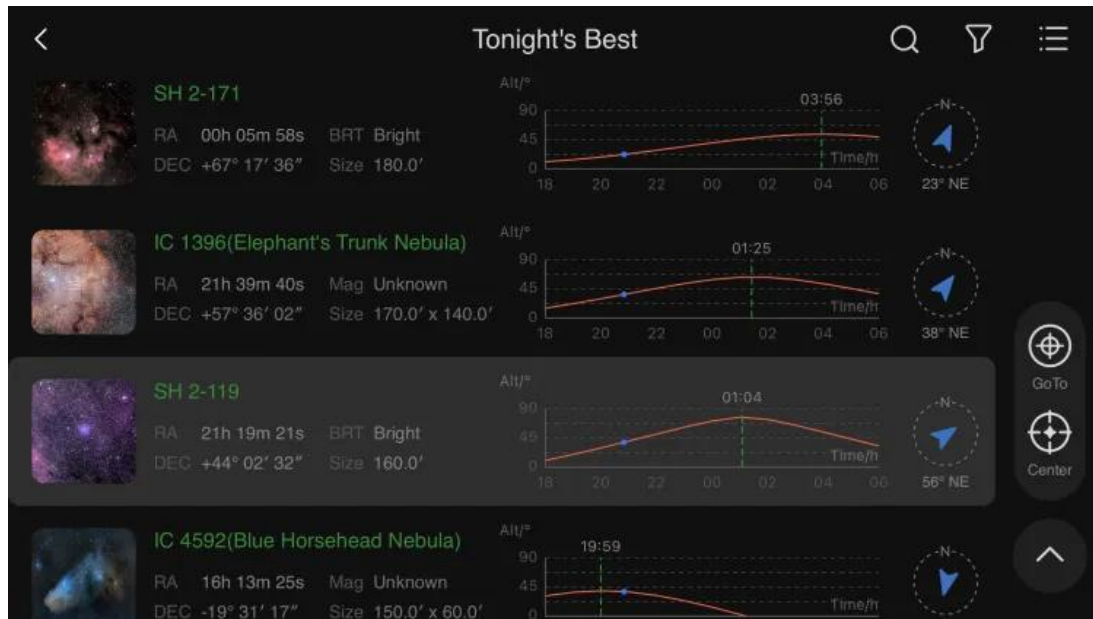 Tonight's Best
SH 2-171
RA 00h 05m 58s BRT Bright
DEC +67° 17′ 36″ Size 180.0′
Alt/°
90
45
0
03:56
Time/h
18 20 22 00 02 04 06
-N-
23° NE
IC 1396(Elephant's Trunk Nebula)
RA 21h 39m 40s Mag Unknown
DEC +57° 36′ 02″ Size 170.0′ x 140.0′
Alt/°
90
45
0
01:25
Time/h
18 20 22 00 02 04 06
-N-
38° NE
SH 2-119
RA 21h 19m 21s BRT Bright
DEC +44° 02′ 32″ Size 160.0′
Alt/°
90
45
0
01:04
Time/h
18 20 22 00 02 04 06
-N-
56° NE
GoTo
Center
IC 4592(Blue Horsehead Nebula)
RA 16h 13m 25s Mag Unknown
DEC -19° 31′ 17″ Size 150.0′ x 60.0′
Alt/°
90
45
0
19:59
Time/h
-N-